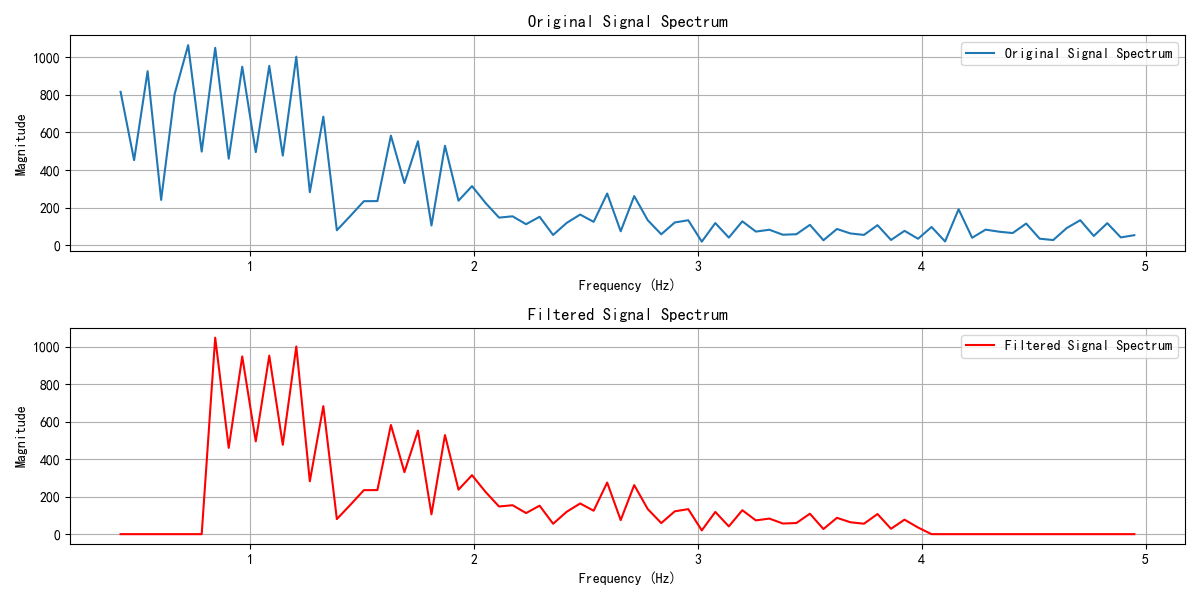 Original Signal Spectrum
Original Signal Spectrum
Magnitude
1000
800
600
400
200
0
1 2 3 4 5
Frequency (Hz)
Filtered Signal Spectrum
Filtered Signal Spectrum
Magnitude
1000
800
600
400
200
0
1 2 3 4 5
Frequency (Hz)